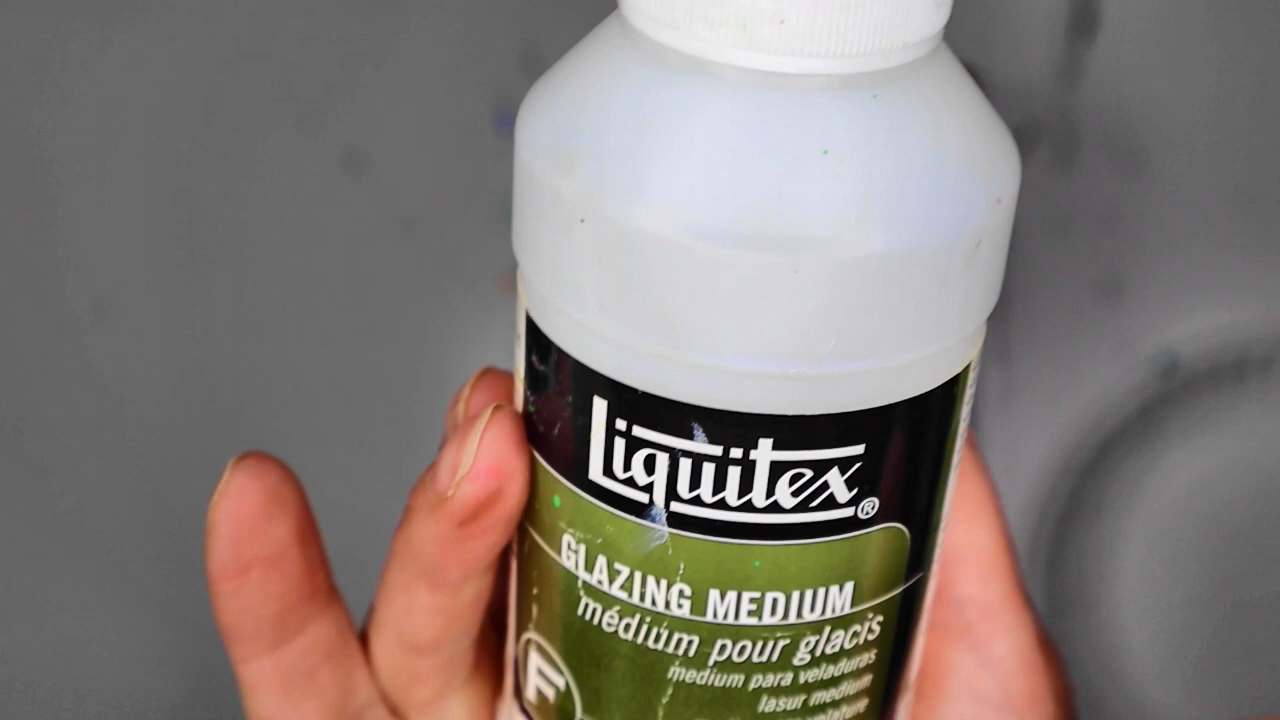 Liquitex®
GLAZING MEDIUM
médium pour glacis
medium para veladuras
lasur medium
F